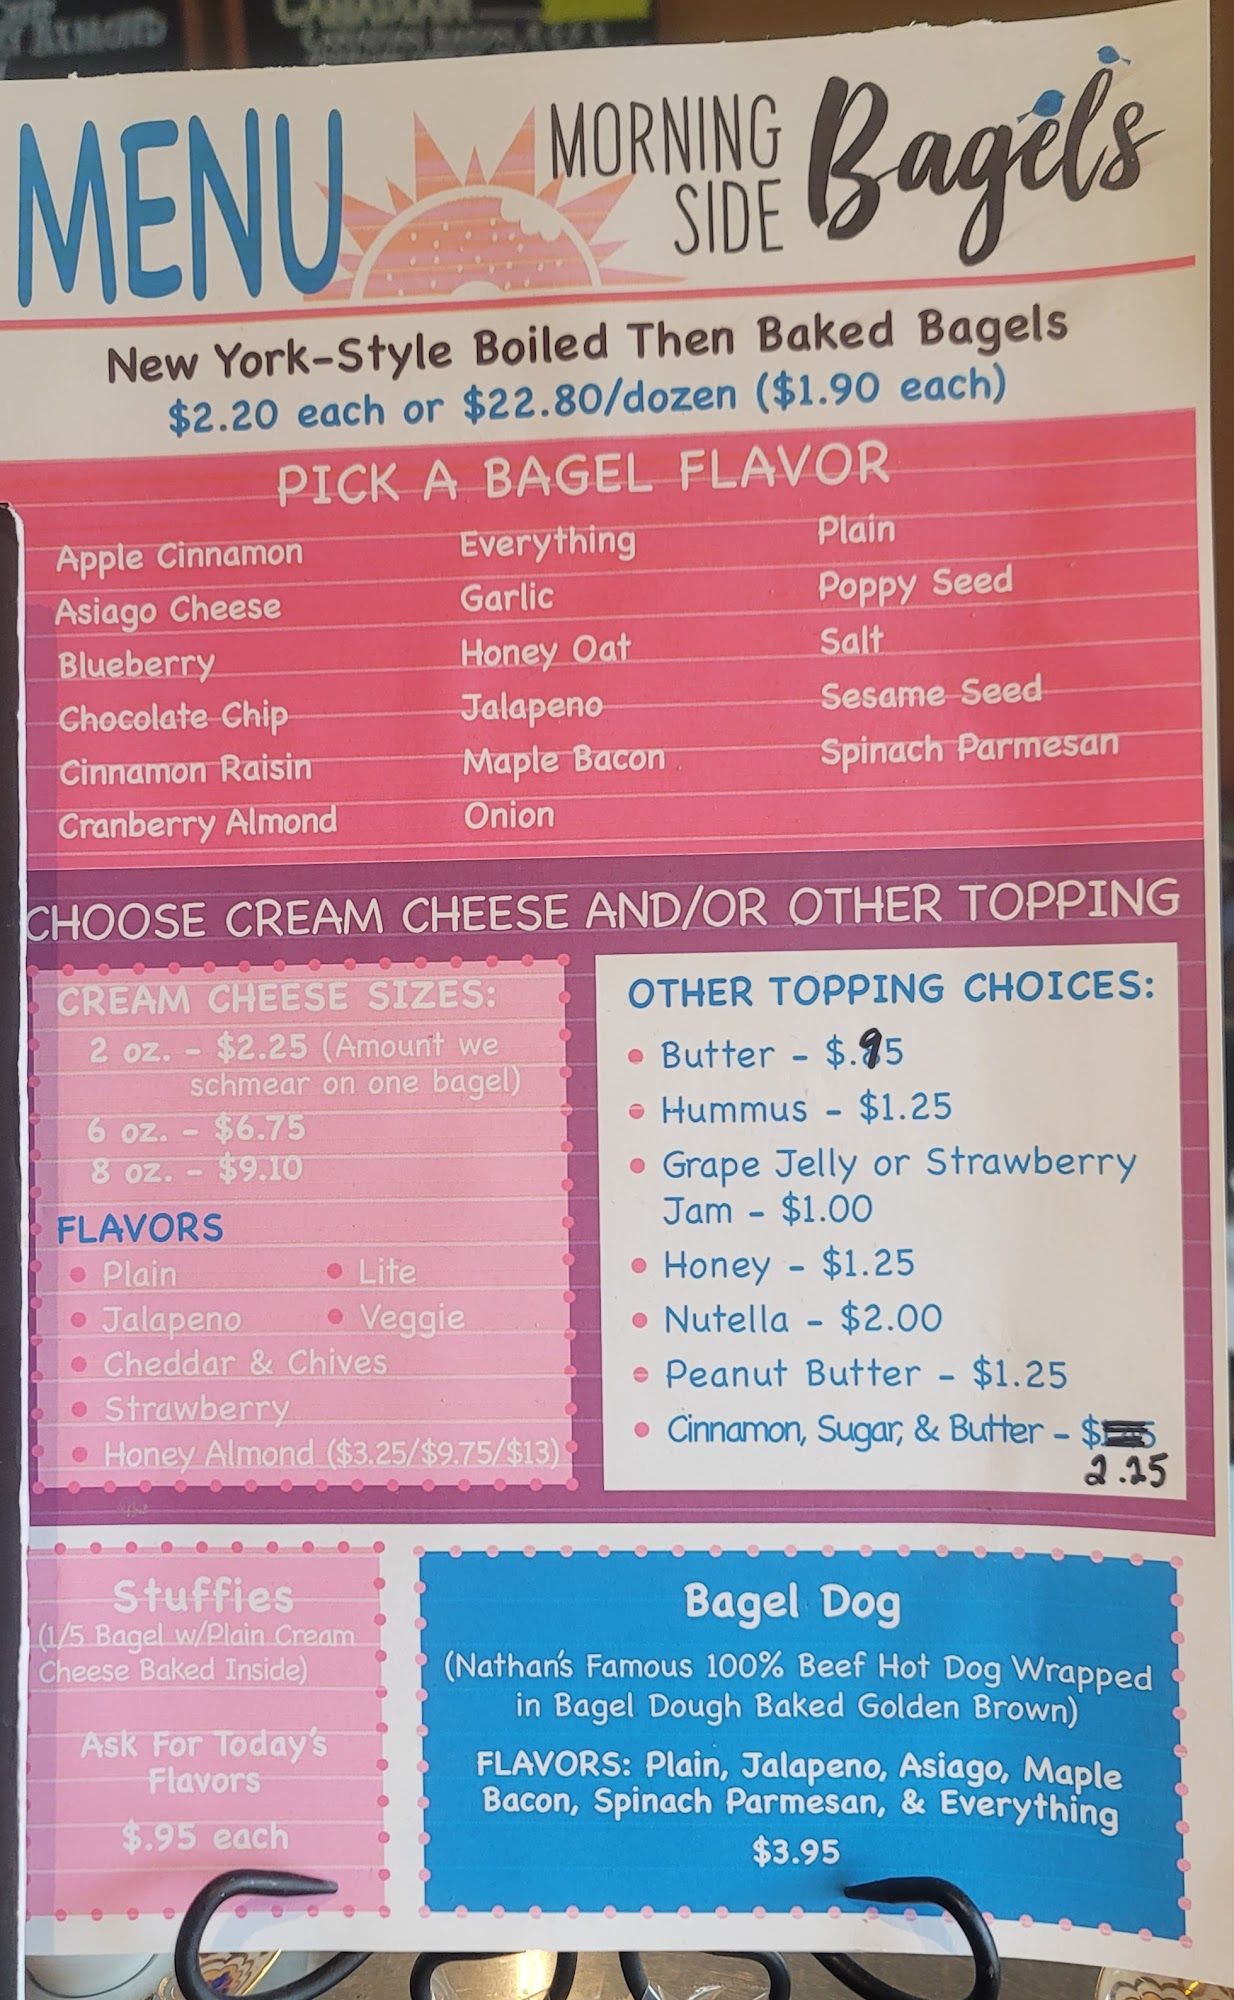 ALMOND
CANADIAN
MENU
MORNING
SIDE
Bagels
New York-Style Boiled Then Baked Bagels
$2.20 each or $22.80/dozen ($1.90 each)
PICK A BAGEL FLAVOR
Apple Cinnamon
Asiago Cheese
Blueberry
Chocolate Chip
Cinnamon Raisin
Cranberry Almond
Everything
Garlic
Honey Oat
Jalapeno
Maple Bacon
Onion
Plain
Poppy Seed
Salt
Sesame Seed
Spinach Parmesan
CHOOSE CREAM CHEESE AND/OR OTHER TOPPING
CREAM CHEESE SIZES:
2 oz. - $2.25 (Amount we
schmear on one bagel)
6 oz. - $6.75
8 oz. - $9.10
FLAVORS
• Plain
• Lite
• Jalapeno
• Veggie
• Cheddar & Chives
• Strawberry
• Honey Almond ($3.25/$9.75/$13)
OTHER TOPPING CHOICES:
• Butter - $.95
• Hummus - $1.25
• Grape Jelly or Strawberry
Jam - $1.00
• Honey - $1.25
• Nutella - $2.00
• Peanut Butter - $1.25
• Cinnamon, Sugar, & Butter - $
2.25
Stuffies
(1/5 Bagel w/Plain Cream
Cheese Baked Inside)
Ask For Today's
Flavors
$.95 each
Bagel Dog
(Nathan's Famous 100% Beef Hot Dog Wrapped
in Bagel Dough Baked Golden Brown)
FLAVORS: Plain, Jalapeno, Asiago, Maple
Bacon, Spinach Parmesan, & Everything
$3.95